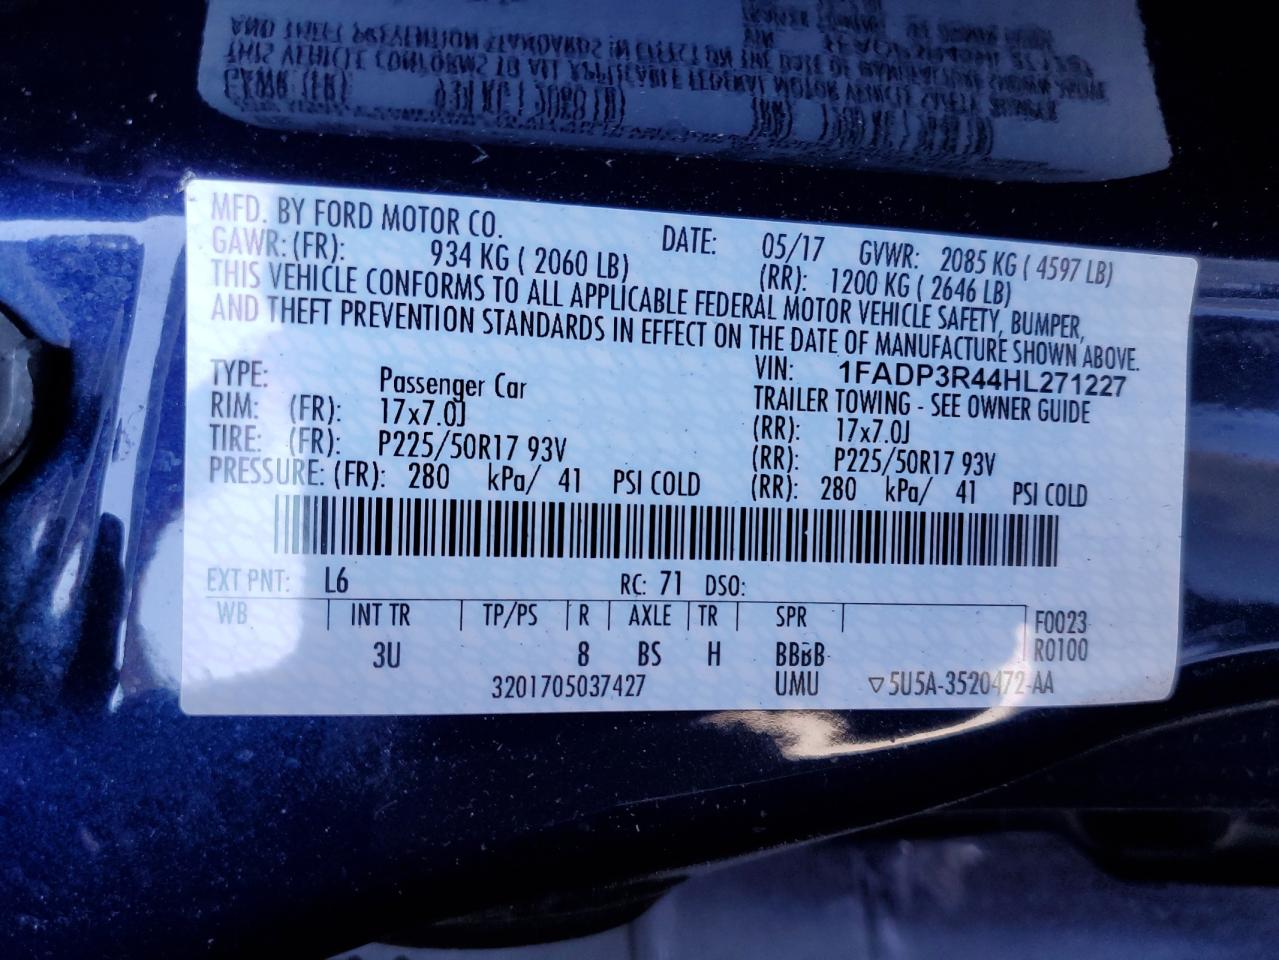 MFD. BY FORD MOTOR CO. DATE: 05/17 GVWR: 2085 KG ( 4597 LB)
GAWR: (FR): 934 KG ( 2060 LB) (RR): 1200 KG ( 2646 LB)
THIS VEHICLE CONFORMS TO ALL APPLICABLE FEDERAL MOTOR VEHICLE SAFETY, BUMPER,
AND THEFT PREVENTION STANDARDS IN EFFECT ON THE DATE OF MANUFACTURE SHOWN ABOVE.
VIN: 1FADP3R44HL271227
TYPE: Passenger Car TRAILER TOWING - SEE OWNER GUIDE
RIM: (FR): 17x7.0J (RR): 17x7.0J
TIRE: (FR): P225/50R17 93V (RR): P225/50R17 93V
PRESSURE: (FR): 280 kPa/ 41 PSI COLD (RR): 280 kPa/ 41 PSI COLD
EXT PNT: L6 RC: 71 DSO:
WB INT TR TP/PS R AXLE TR SPR F0023
3U 8 BS H BBBB R0100
3201705037427 UMU ▽5U5A-3520472-AA